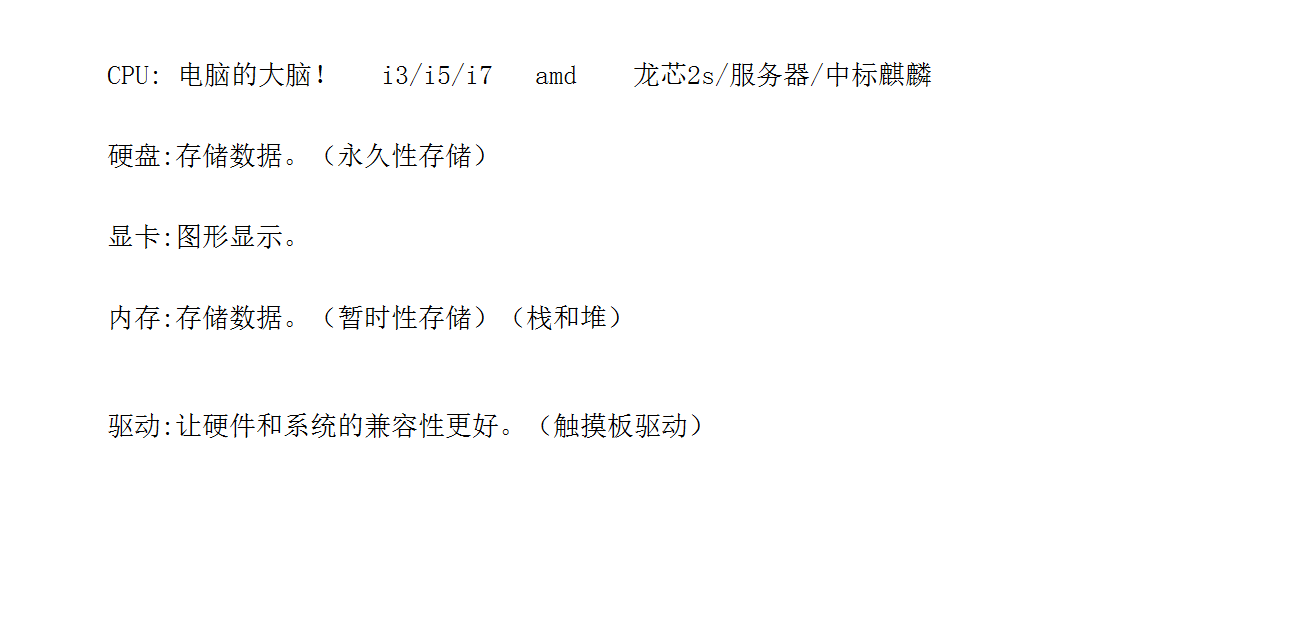 CPU: 电脑的大脑！ i3/i5/i7 amd 龙芯2s/服务器/中标麒麟
硬盘:存储数据。（永久性存储）
显卡:图形显示。
内存:存储数据。（暂时性存储）（栈和堆）
驱动:让硬件和系统的兼容性更好。（触摸板驱动）